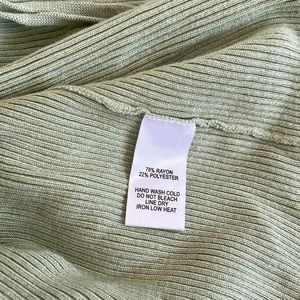 78% RAYON
22% POLYESTER
HAND WASH COLD
DO NOT BLEACH
LINE DRY
IRON LOW HEAT